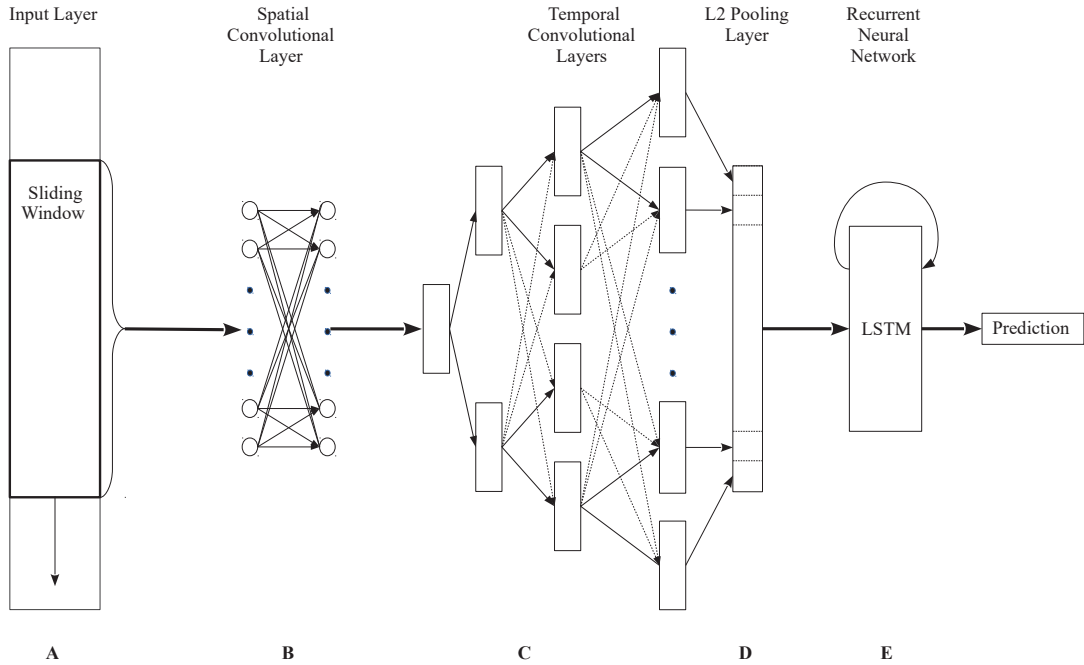 Input Layer
Spatial
Convolutional
Layer
Temporal
Convolutional
Layers
L2 Pooling
Layer
Recurrent
Neural
Network
Sliding
Window
LSTM
Prediction
A
B
C
D
E